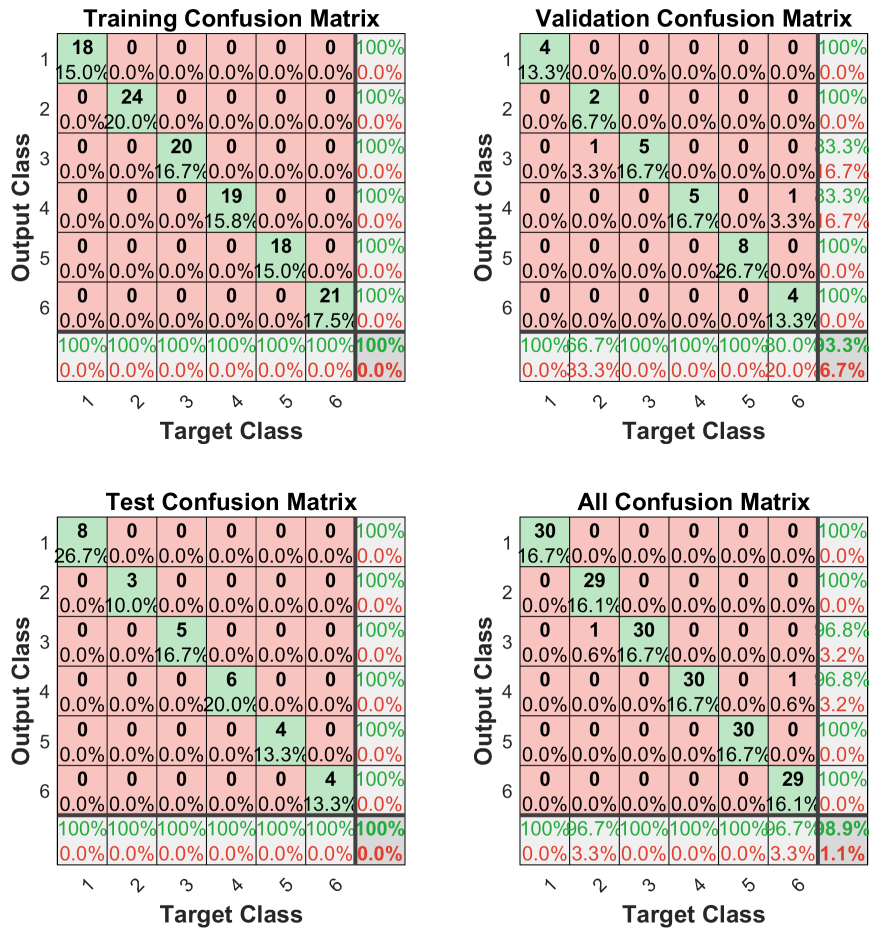 Training Confusion Matrix
1 18 0 0 0 0 0 100%
15.0% 0.0% 0.0% 0.0% 0.0% 0.0% 0.0%
2 0 24 0 0 0 0 100%
0.0% 20.0% 0.0% 0.0% 0.0% 0.0% 0.0%
3 0 0 20 0 0 0 100%
0.0% 0.0% 16.7% 0.0% 0.0% 0.0% 0.0%
4 0 0 0 19 0 0 100%
0.0% 0.0% 0.0% 15.8% 0.0% 0.0% 0.0%
5 0 0 0 0 18 0 100%
0.0% 0.0% 0.0% 0.0% 15.0% 0.0% 0.0%
6 0 0 0 0 0 21 100%
0.0% 0.0% 0.0% 0.0% 0.0% 17.5% 0.0%
100% 100% 100% 100% 100% 100% 100%
0.0% 0.0% 0.0% 0.0% 0.0% 0.0% 0.0%
1 2 3 4 5 6
Target Class
Output Class
Validation Confusion Matrix
1 4 0 0 0 0 0 100%
13.3% 0.0% 0.0% 0.0% 0.0% 0.0% 0.0%
2 0 2 0 0 0 0 100%
0.0% 6.7% 0.0% 0.0% 0.0% 0.0% 0.0%
3 0 1 5 0 0 0 83.3%
0.0% 3.3% 16.7% 0.0% 0.0% 0.0% 16.7%
4 0 0 0 5 0 1 83.3%
0.0% 0.0% 0.0% 16.7% 0.0% 3.3% 16.7%
5 0 0 0 0 8 0 100%
0.0% 0.0% 0.0% 0.0% 26.7% 0.0% 0.0%
6 0 0 0 0 0 4 100%
0.0% 0.0% 0.0% 0.0% 0.0% 13.3% 0.0%
100% 66.7% 100% 100% 100% 80.0% 93.3%
0.0% 33.3% 0.0% 0.0% 0.0% 20.0% 6.7%
1 2 3 4 5 6
Target Class
Output Class
Test Confusion Matrix
1 8 0 0 0 0 0 100%
26.7% 0.0% 0.0% 0.0% 0.0% 0.0% 0.0%
2 0 3 0 0 0 0 100%
0.0% 10.0% 0.0% 0.0% 0.0% 0.0% 0.0%
3 0 0 5 0 0 0 100%
0.0% 0.0% 16.7% 0.0% 0.0% 0.0% 0.0%
4 0 0 0 6 0 0 100%
0.0% 0.0% 0.0% 20.0% 0.0% 0.0% 0.0%
5 0 0 0 0 4 0 100%
0.0% 0.0% 0.0% 0.0% 13.3% 0.0% 0.0%
6 0 0 0 0 0 4 100%
0.0% 0.0% 0.0% 0.0% 0.0% 13.3% 0.0%
100% 100% 100% 100% 100% 100% 100%
0.0% 0.0% 0.0% 0.0% 0.0% 0.0% 0.0%
1 2 3 4 5 6
Target Class
Output Class
All Confusion Matrix
1 30 0 0 0 0 0 100%
16.7% 0.0% 0.0% 0.0% 0.0% 0.0% 0.0%
2 0 29 0 0 0 0 100%
0.0% 16.1% 0.0% 0.0% 0.0% 0.0% 0.0%
3 0 1 30 0 0 0 96.8%
0.0% 0.6% 16.7% 0.0% 0.0% 0.0% 3.2%
4 0 0 0 30 0 1 96.8%
0.0% 0.0% 0.0% 16.7% 0.0% 0.6% 3.2%
5 0 0 0 0 30 0 100%
0.0% 0.0% 0.0% 0.0% 16.7% 0.0% 0.0%
6 0 0 0 0 0 29 100%
0.0% 0.0% 0.0% 0.0% 0.0% 16.1% 0.0%
100% 96.7% 100% 100% 100% 96.7% 98.9%
0.0% 3.3% 0.0% 0.0% 0.0% 3.3% 1.1%
1 2 3 4 5 6
Target Class
Output Class